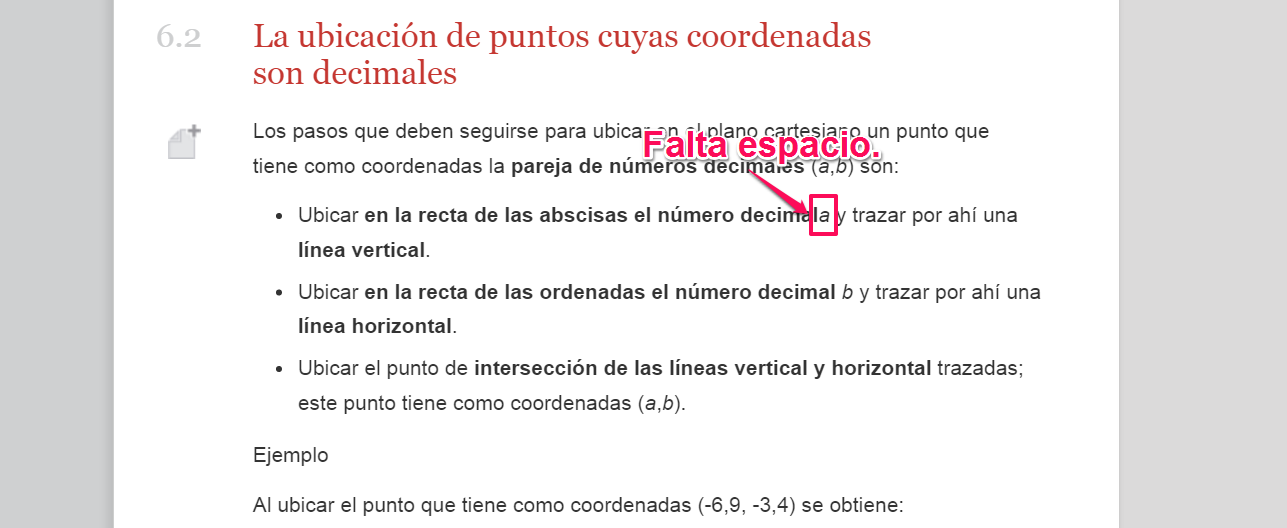 6.2
La ubicación de puntos cuyas coordenadas
son decimales
Los pasos que deben seguirse para ubicar en el plano cartesiano un punto que
Falta espacio.
tiene como coordenadas la pareja de números decimales (a,b) son:
• Ubicar en la recta de las abscisas el número decimala y trazar por ahí una
línea vertical.
• Ubicar en la recta de las ordenadas el número decimal b y trazar por ahí una
línea horizontal.
• Ubicar el punto de intersección de las líneas vertical y horizontal trazadas;
este punto tiene como coordenadas (a,b).
Ejemplo
Al ubicar el punto que tiene como coordenadas (-6,9, -3,4) se obtiene: